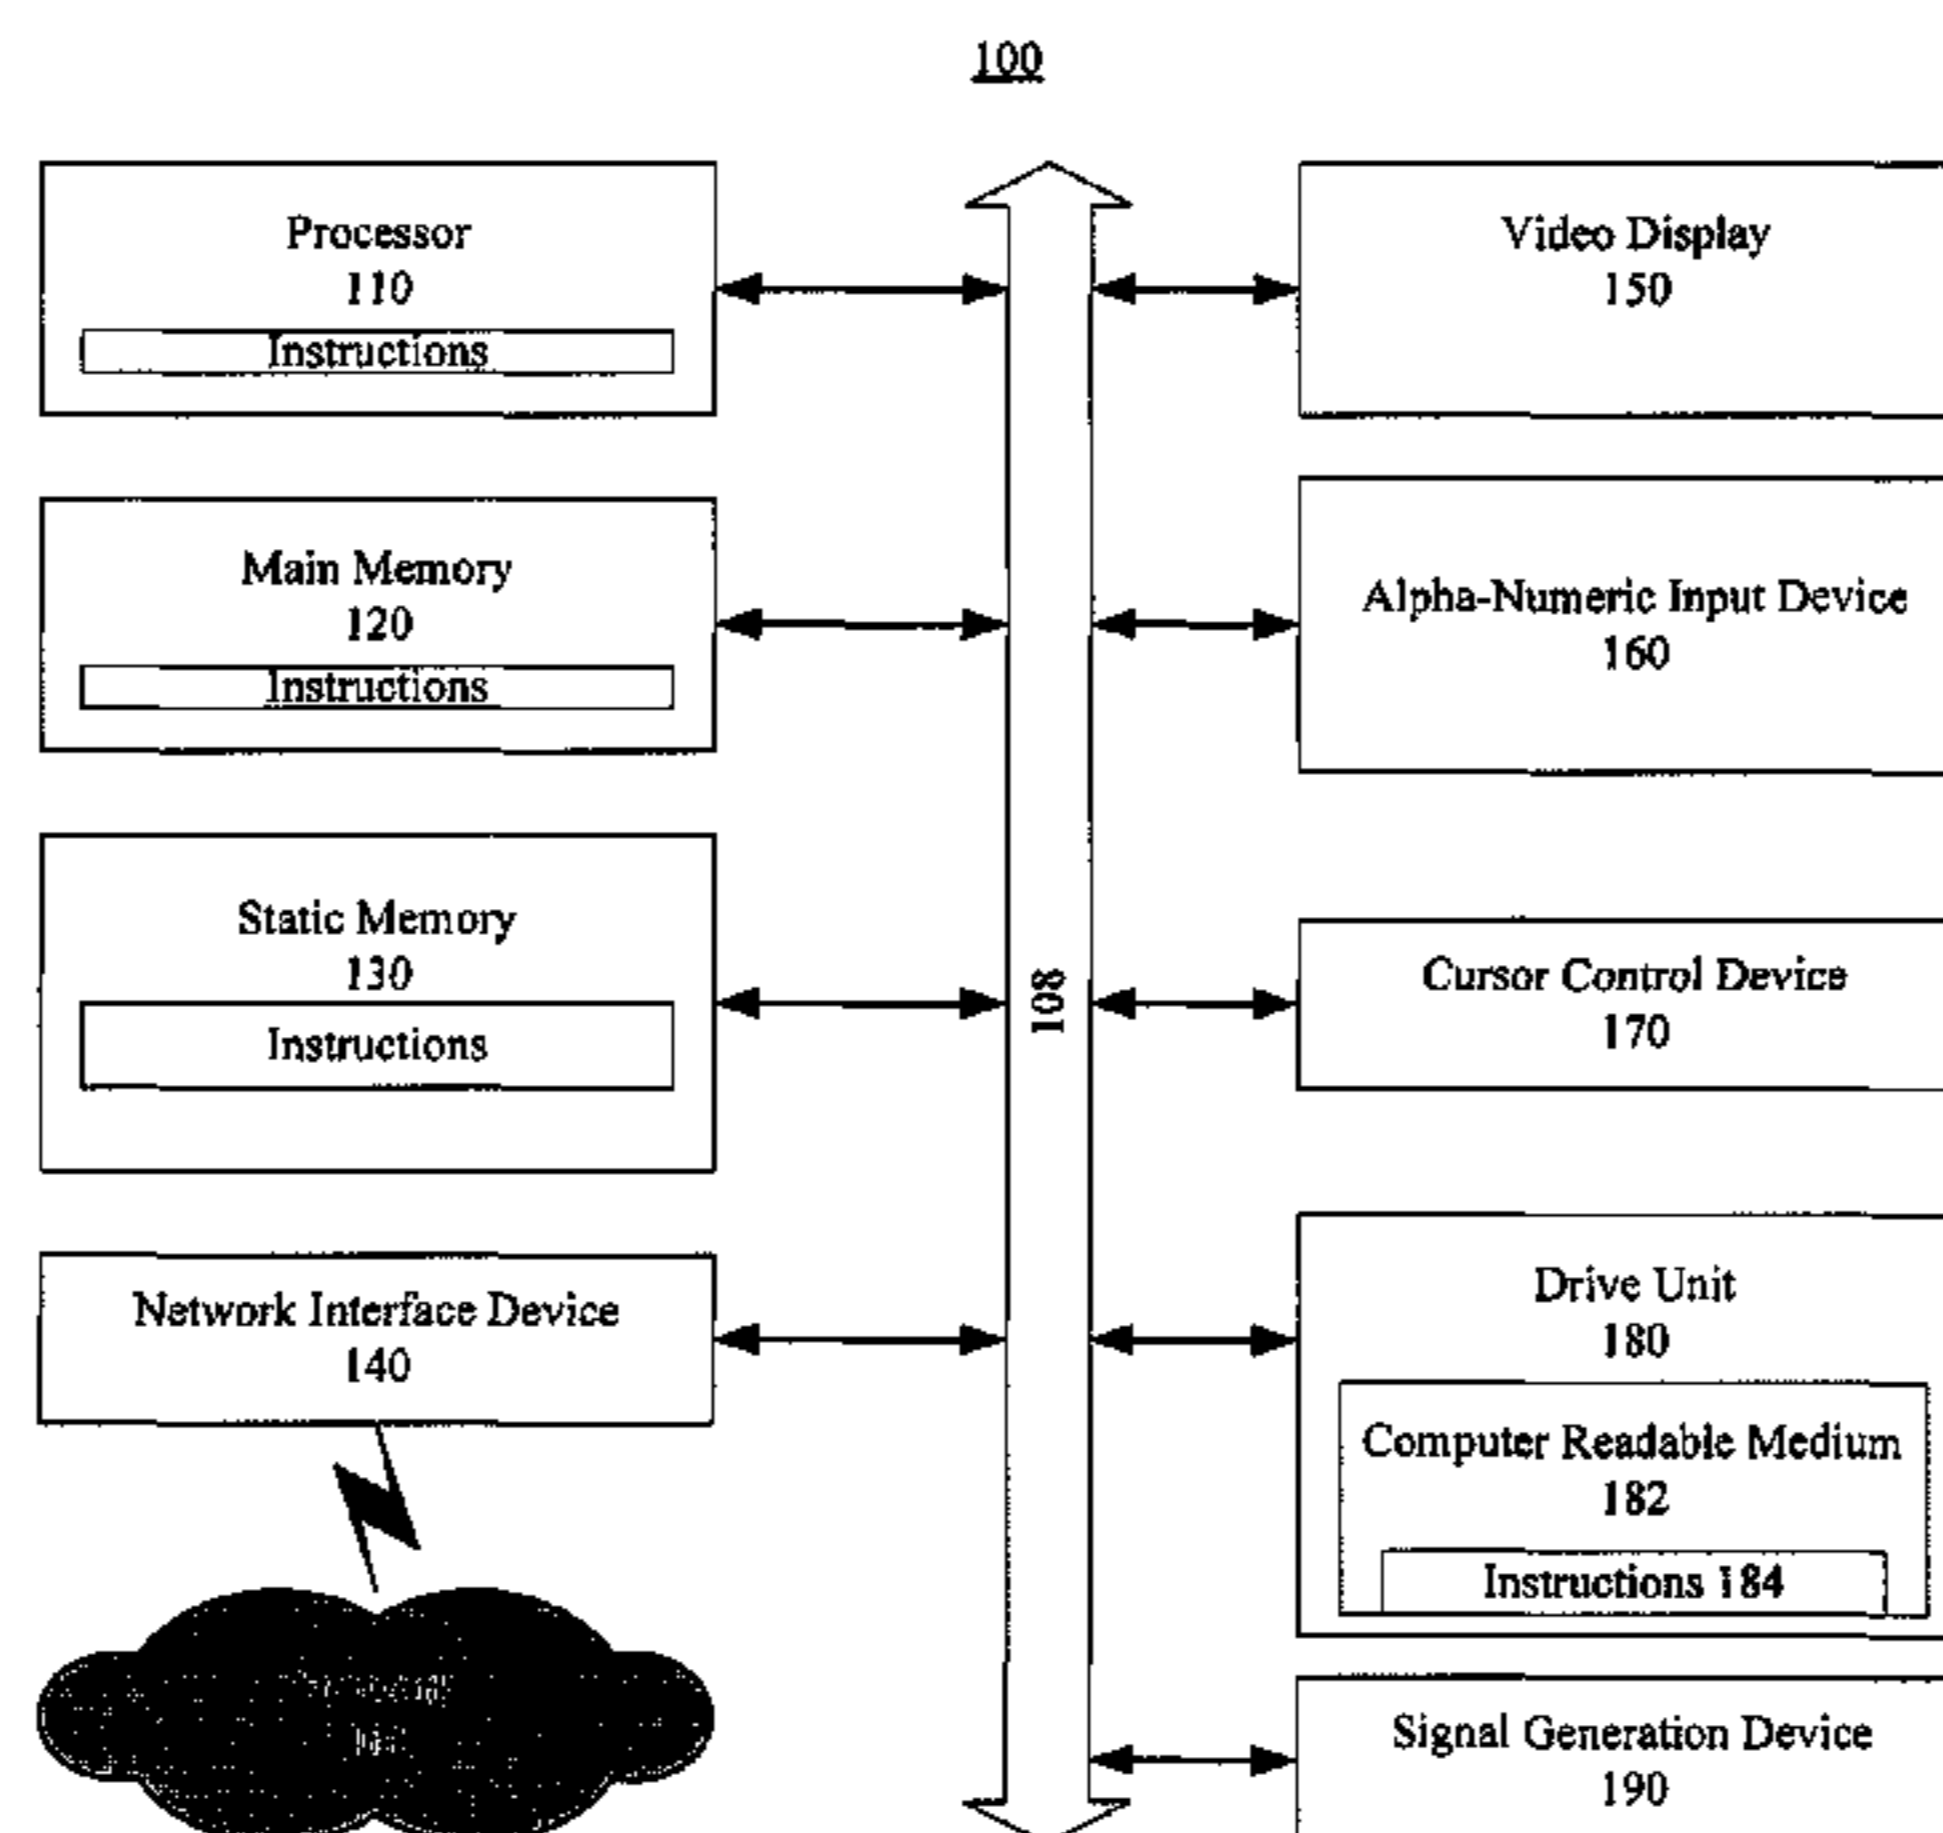 100
Processor
110
Instructions
Main Memory
120
Instructions
Static Memory
130
Instructions
Network Interface Device
140
108
Video Display
150
Alpha-Numeric Input Device
160
Cursor Control Device
170
Drive Unit
180
Computer Readable Medium
182
Instructions 184
Signal Generation Device
190